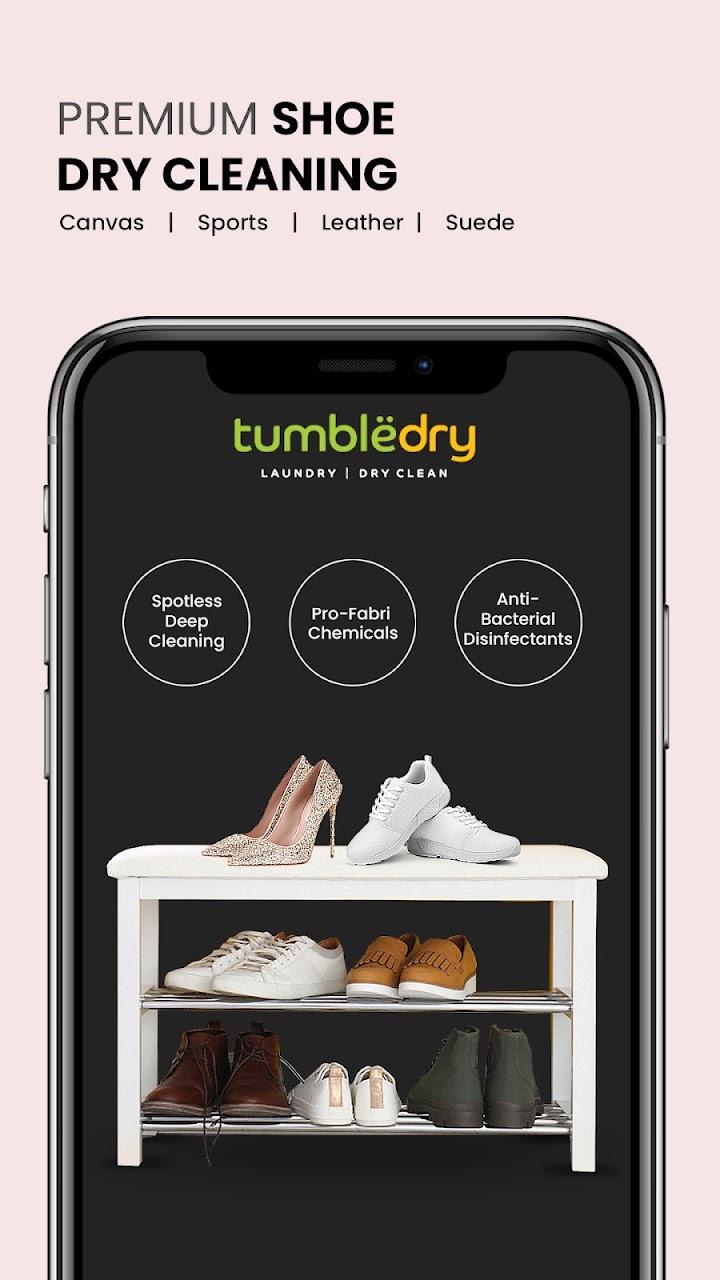 PREMIUM SHOE
DRY CLEANING
Canvas | Sports | Leather | Suede
tumblëdry
LAUNDRY | DRY CLEAN
Spotless
Deep
Cleaning
Pro-Fabri
Chemicals
Anti-
Bacterial
Disinfectants